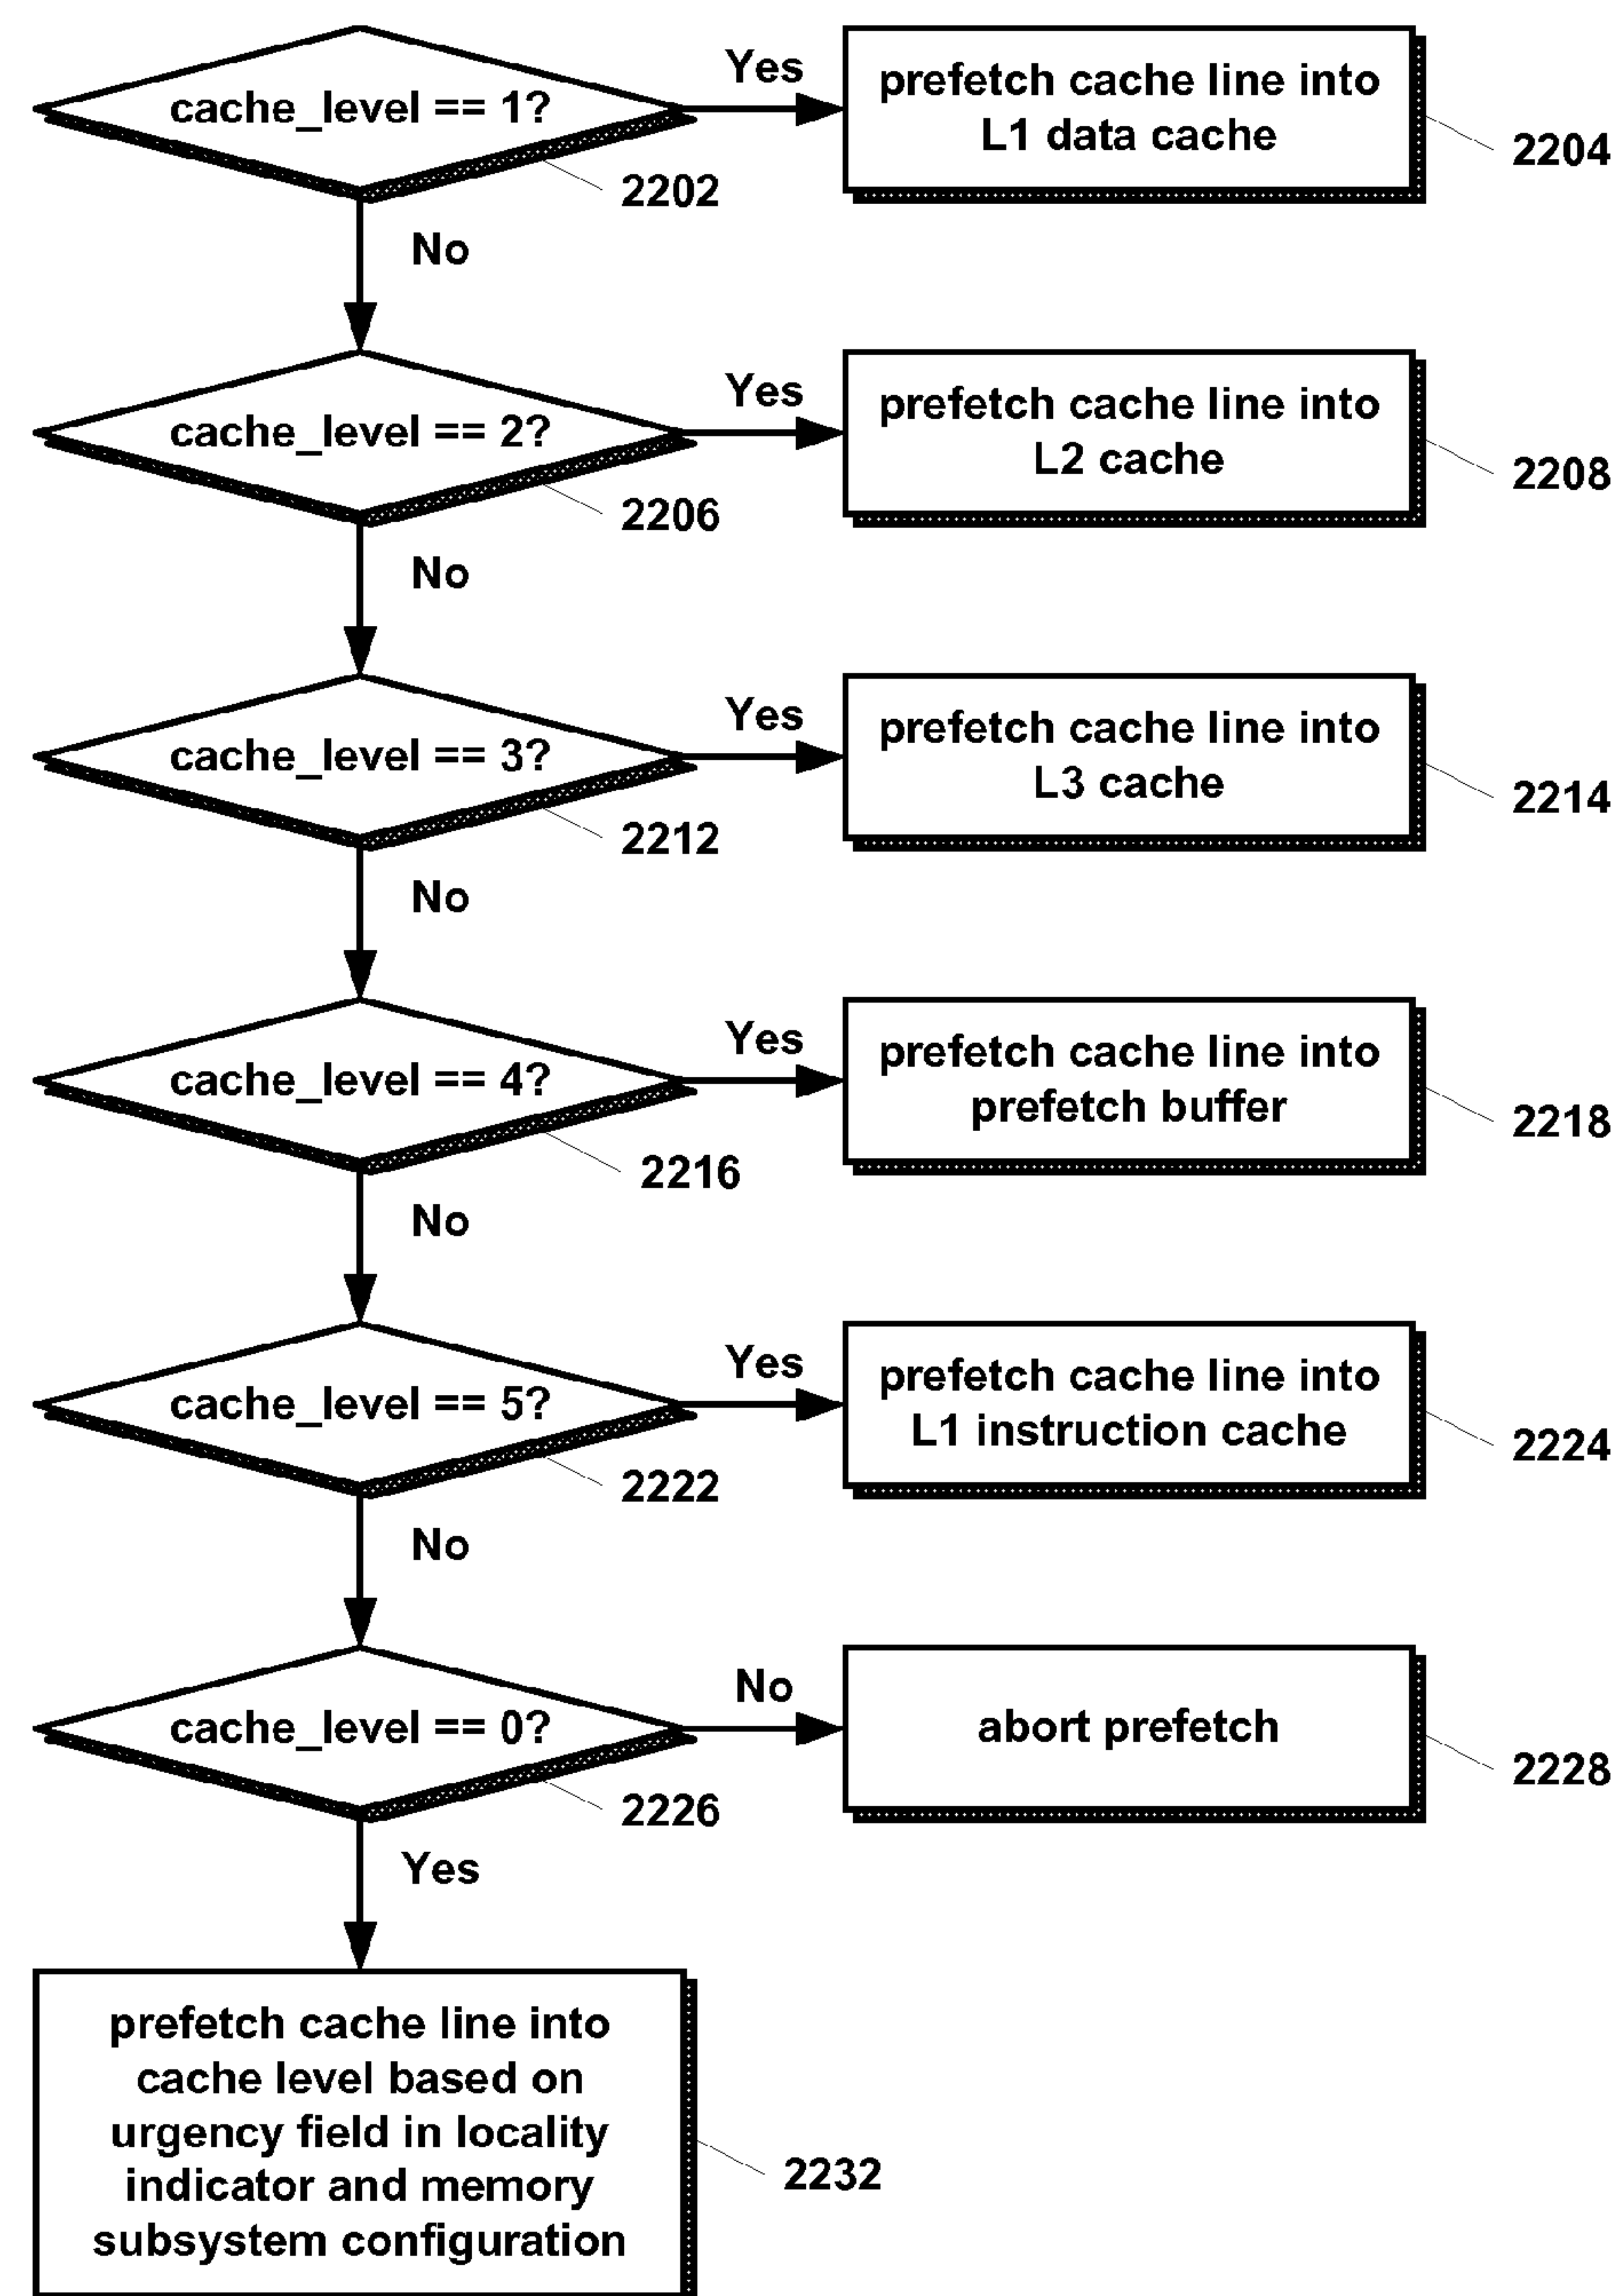 cache_level == 1?
Yes
prefetch cache line into
L1 data cache
2204
2202
No
cache_level == 2?
Yes
prefetch cache line into
L2 cache
2208
2206
No
cache_level == 3?
Yes
prefetch cache line into
L3 cache
2214
2212
No
cache_level == 4?
Yes
prefetch cache line into
prefetch buffer
2218
2216
No
cache_level == 5?
Yes
prefetch cache line into
L1 instruction cache
2224
2222
No
cache_level == 0?
No
abort prefetch
2228
2226
Yes
prefetch cache line into
cache level based on
urgency field in locality
indicator and memory
subsystem configuration
2232